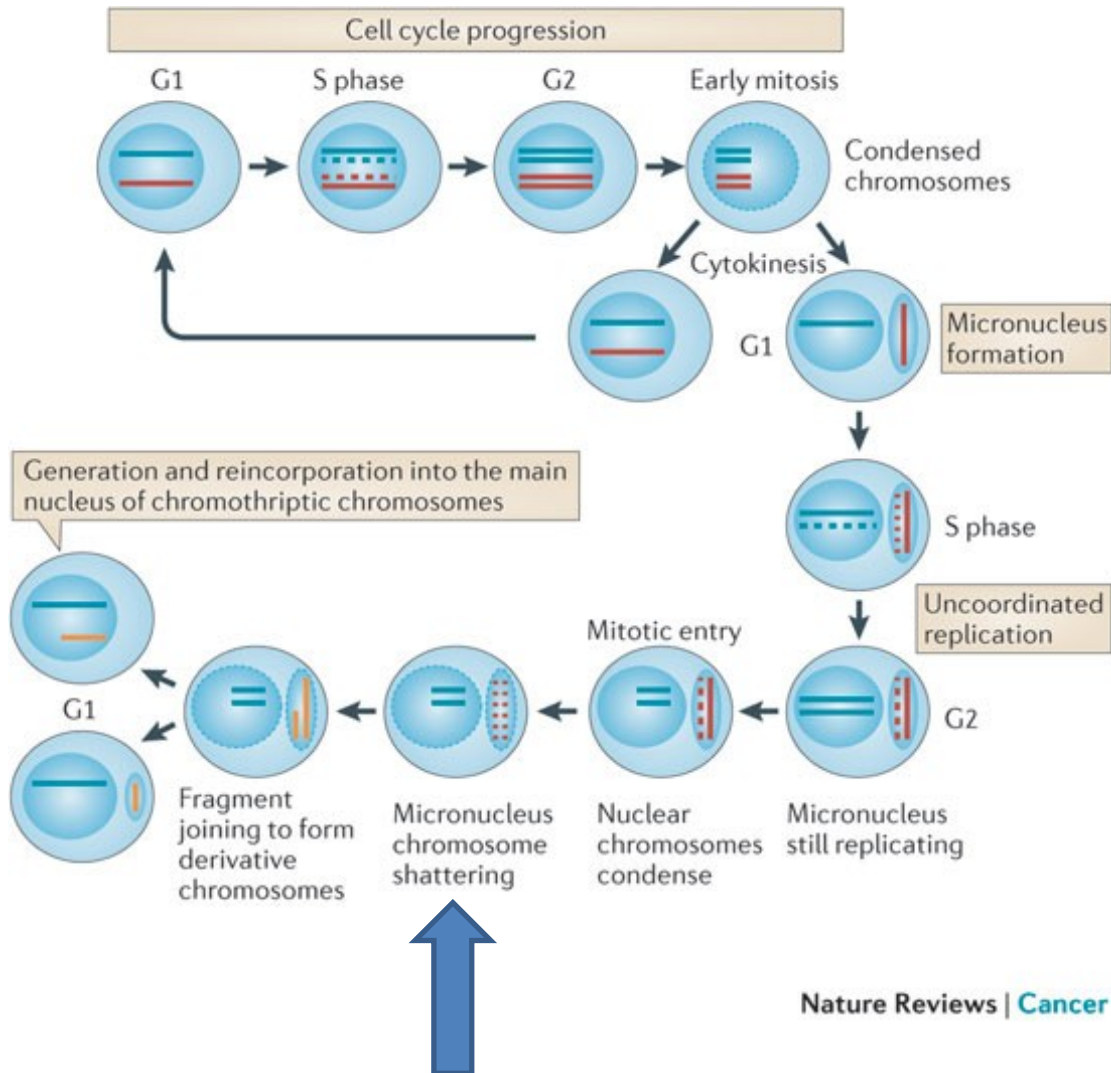 Cell cycle progression
G1
S phase
G2
Early mitosis
Condensed
chromosomes
Cytokinesis
G1
Micronucleus
formation
S phase
Uncoordinated
replication
G2
Micronucleus
still replicating
Mitotic entry
Nuclear
chromosomes
condense
Micronucleus
chromosome
shattering
Fragment
joining to form
derivative
chromosomes
Generation and reincorporation into the main
nucleus of chromothriptic chromosomes
G1
Nature Reviews | Cancer